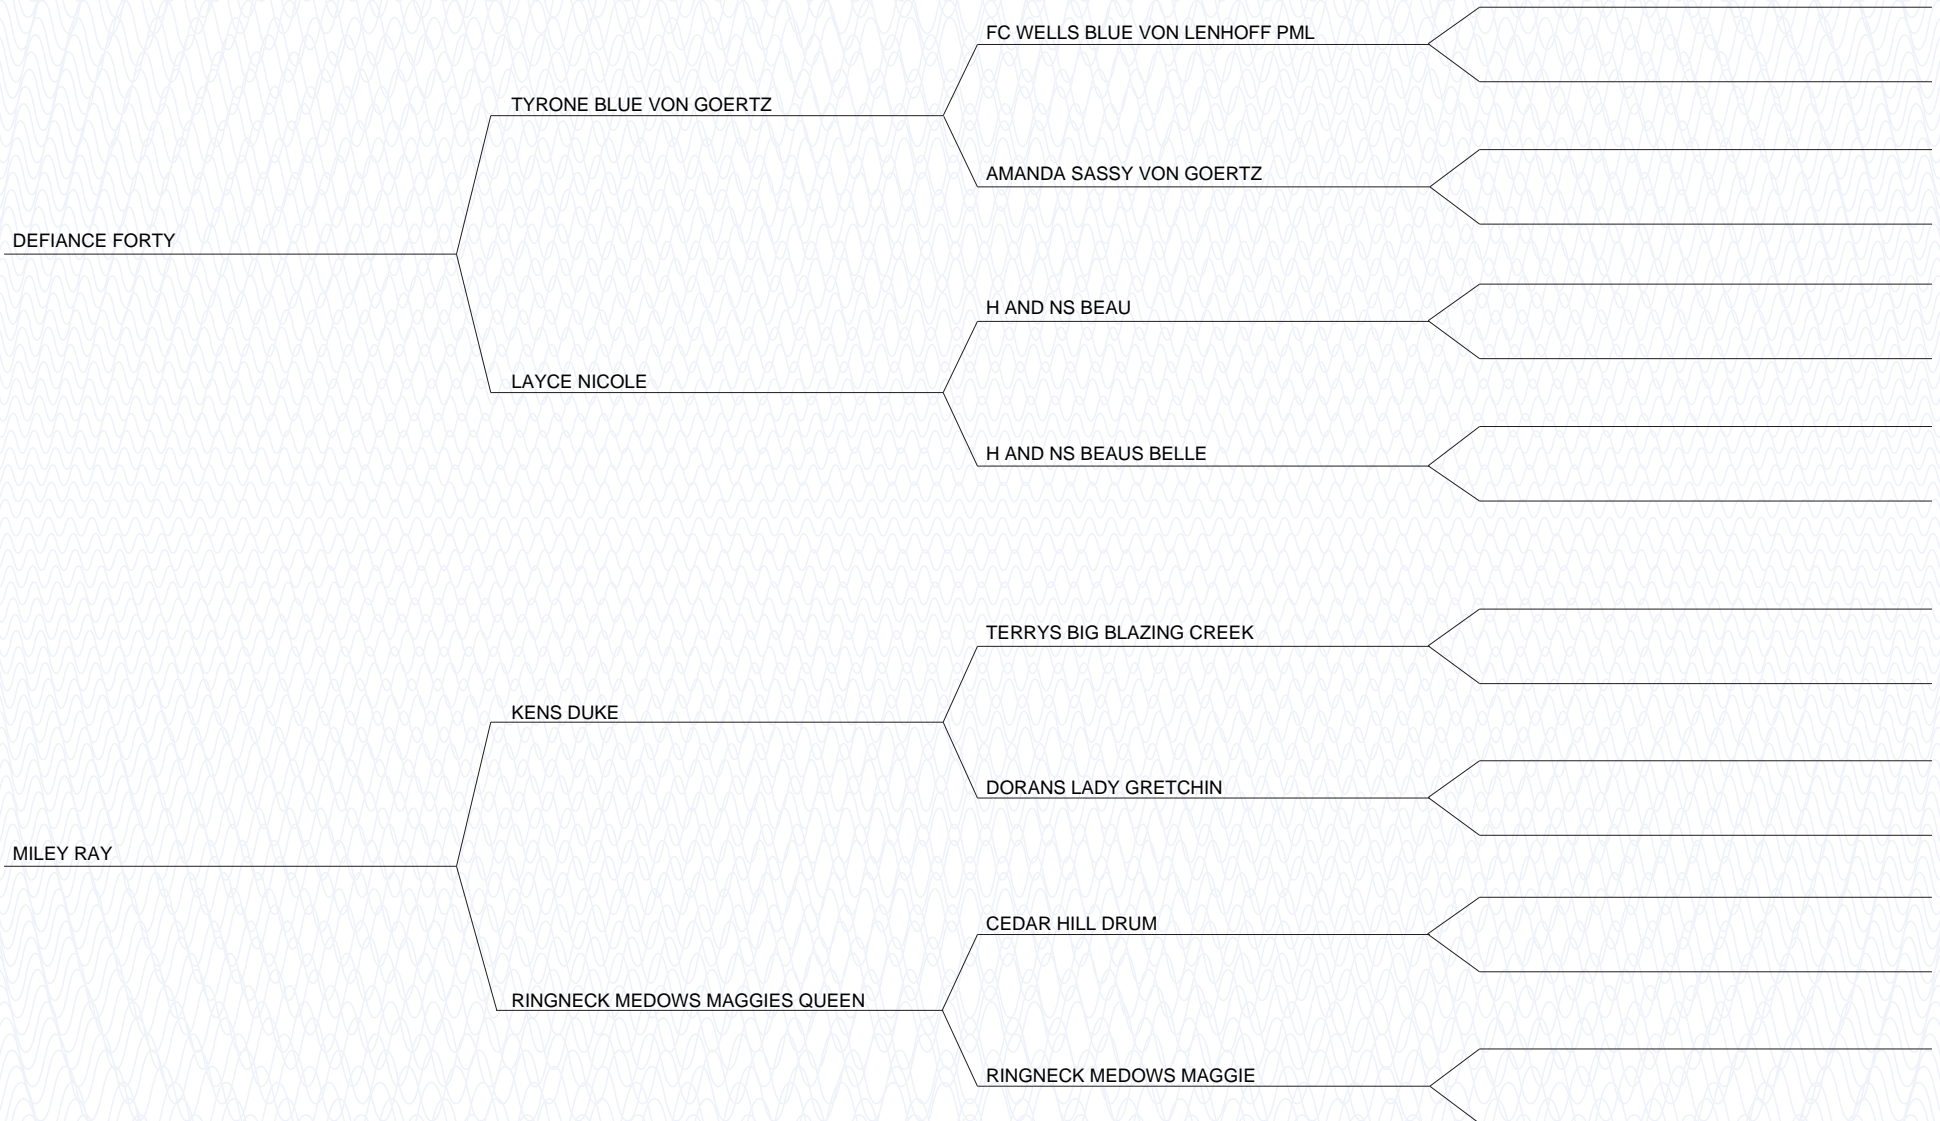 FC WELLS BLUE VON LENHOFF PML
TYRONE BLUE VON GOERTZ
AMANDA SASSY VON GOERTZ
DEFIANCE FORTY
H AND NS BEAU
LAYCE NICOLE
H AND NS BEAUS BELLE
TERRYS BIG BLAZING CREEK
KENS DUKE
DORANS LADY GRETCHIN
MILEY RAY
CEDAR HILL DRUM
RINGNECK MEDOWS MAGGIES QUEEN
RINGNECK MEDOWS MAGGIE